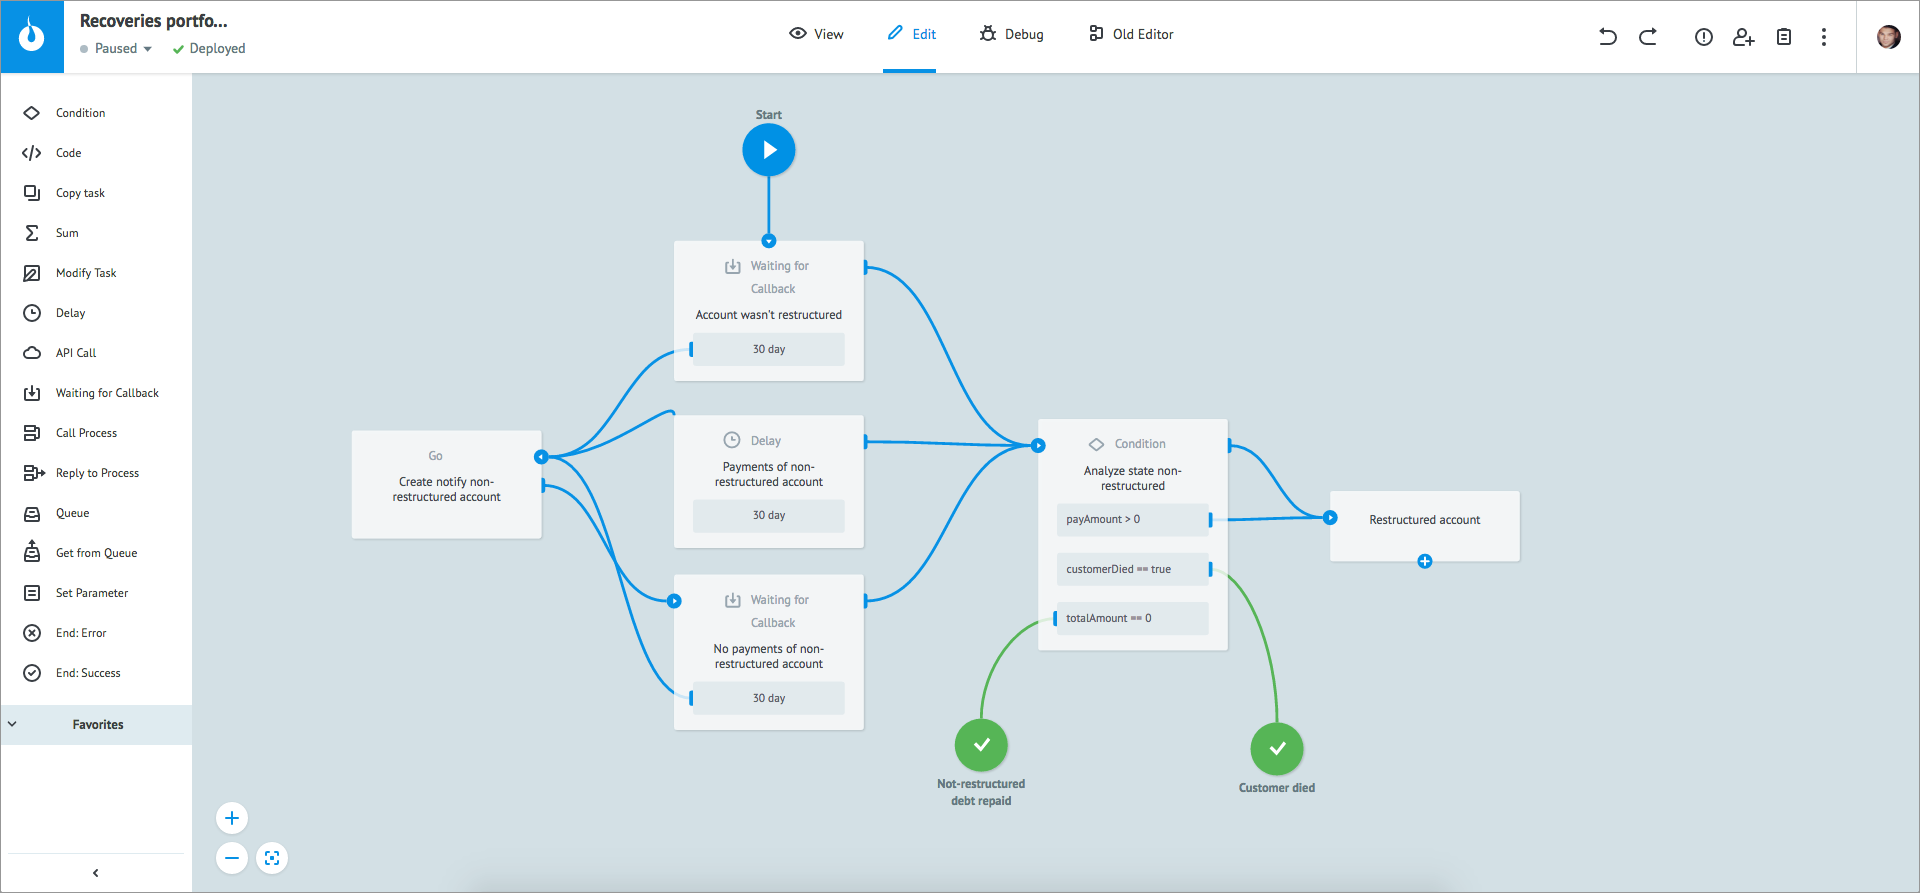 Recoveries portfo...
Paused
Deployed
View
Edit
Debug
Old Editor
Condition
Code
Copy task
Sum
Modify Task
Delay
API Call
Waiting for Callback
Call Process
Reply to Process
Queue
Get from Queue
Set Parameter
End: Error
End: Success
Favorites
Start
Waiting for
Callback
Account wasn't restructured
30 day
Go
Create notify non-
restructured account
Delay
Payments of non-
restructured account
30 day
Waiting for
Callback
No payments of non-
restructured account
30 day
Condition
Analyze state non-
restructured
payAmount > 0
customerDied == true
totalAmount == 0
Restructured account
Not-restructured
debt repaid
Customer died